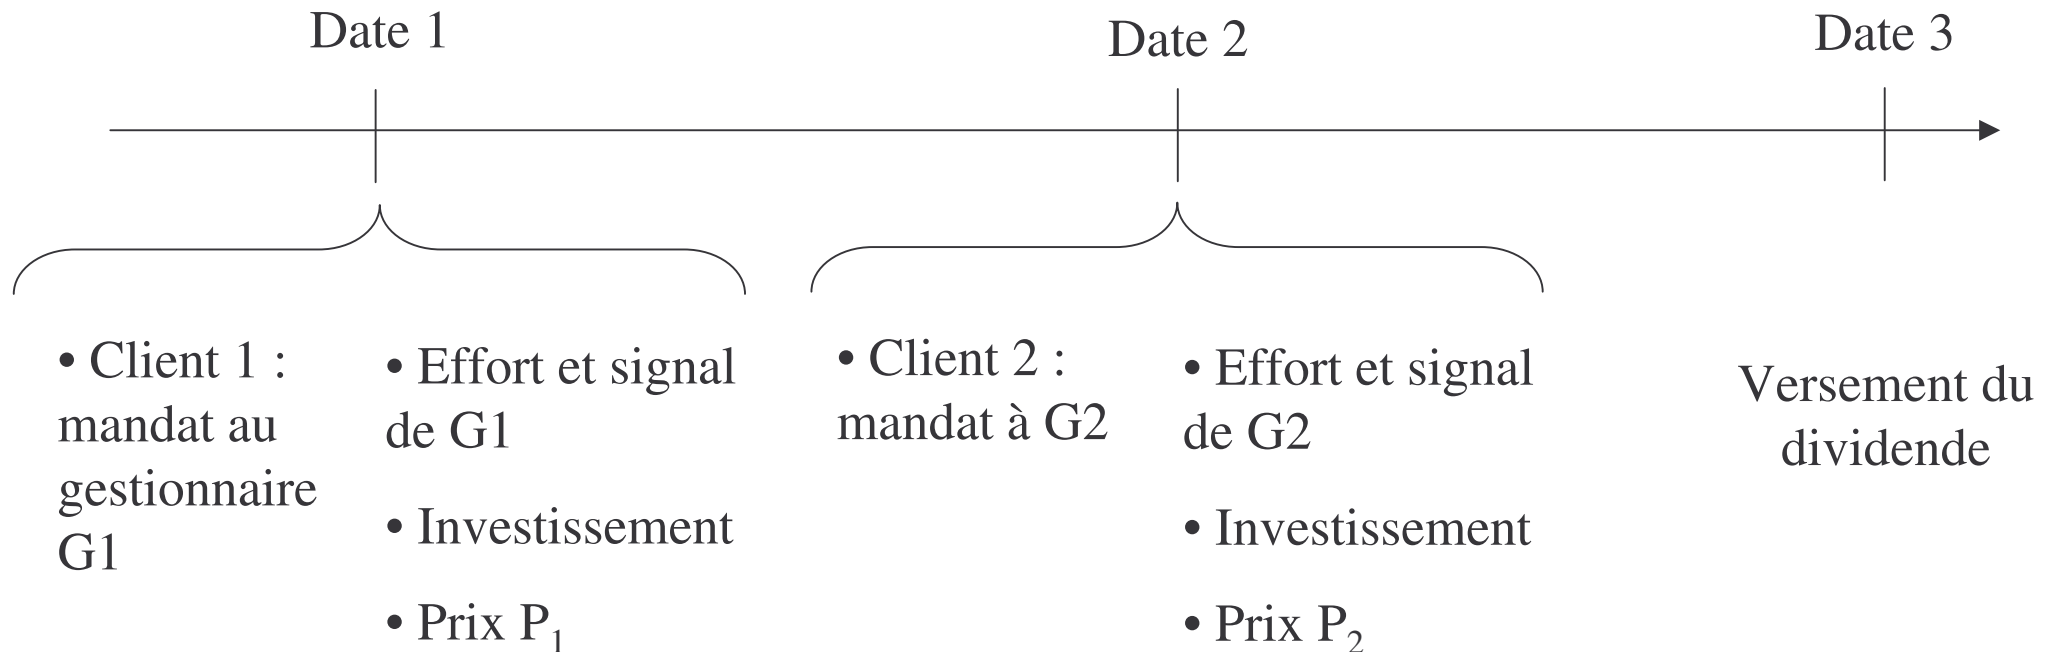 Date 1
Date 2
Date 3
• Client 1 :
mandat au
gestionnaire
G1
• Effort et signal
de G1
• Investissement
• Prix P₁
• Client 2 :
mandat à G2
• Effort et signal
de G2
• Investissement
• Prix P₂
Versement du
dividende